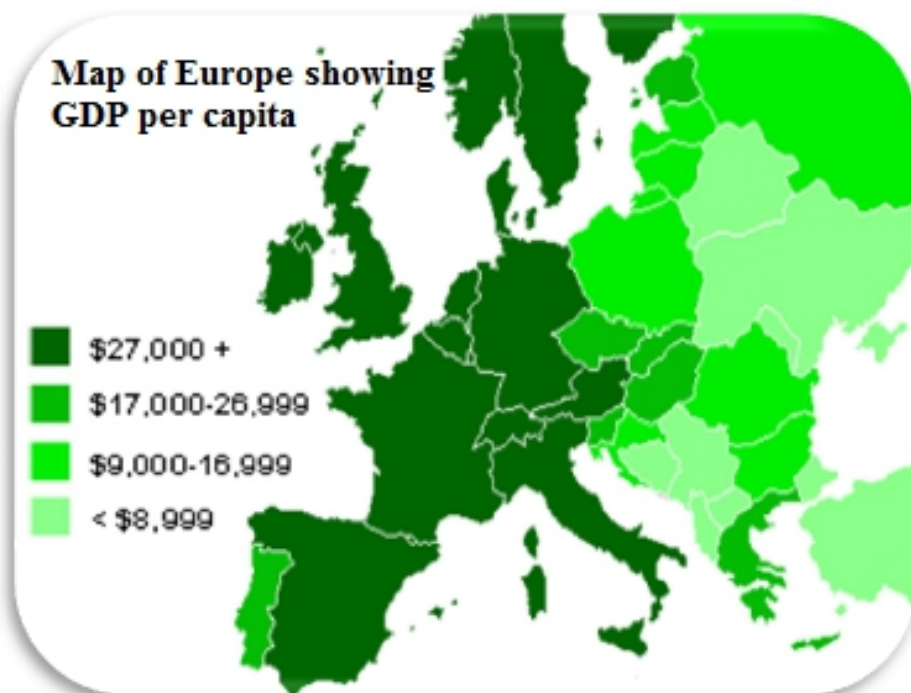 Map of Europe showing
GDP per capita
$27,000 +
$17,000-26,999
$9,000-16,999
< $8,999